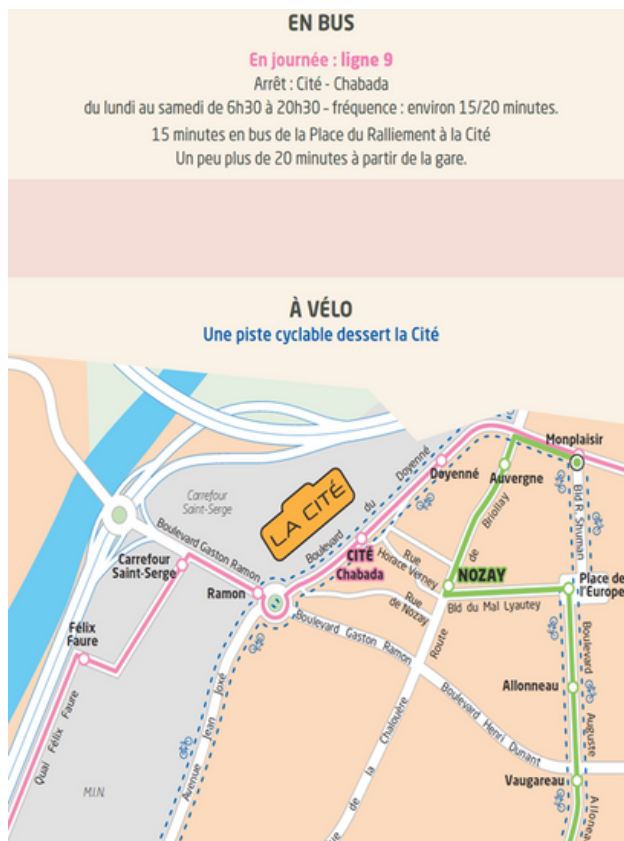 EN BUS
En journée : ligne 9
Arrêt : Cité - Chabada
du lundi au samedi de 6h30 à 20h30 - fréquence : environ 15/20 minutes.
15 minutes en bus de la Place du Ralliement à la Cité
Un peu plus de 20 minutes à partir de la gare.
À VÉLO
Une piste cyclable dessert la Cité
Monplaisir
Doyenné
Doyenné
Auvergne
Bld R. Shuman
Carrefour
Saint-Serge
LA CITÉ
du
Briollay
Boulevard
Boulevard Gaston Ramon
CITÉ
Chabada
Rue
Horace Verney
de
Carrefour
Saint-Serge
NOZAY
Place de
l'Europe
Ramon
Rue
de Nozay
Bld du Mal Lyautey
Félix
Faure
Boulevard Gaston Ramon
Route
Boulevard
Auguste
Allonneau
Avenue Jean Joxé
Boulevard Henri Dunant
Quai Félix Faure
de la Chalouère
M.I.N.
Vaugareau